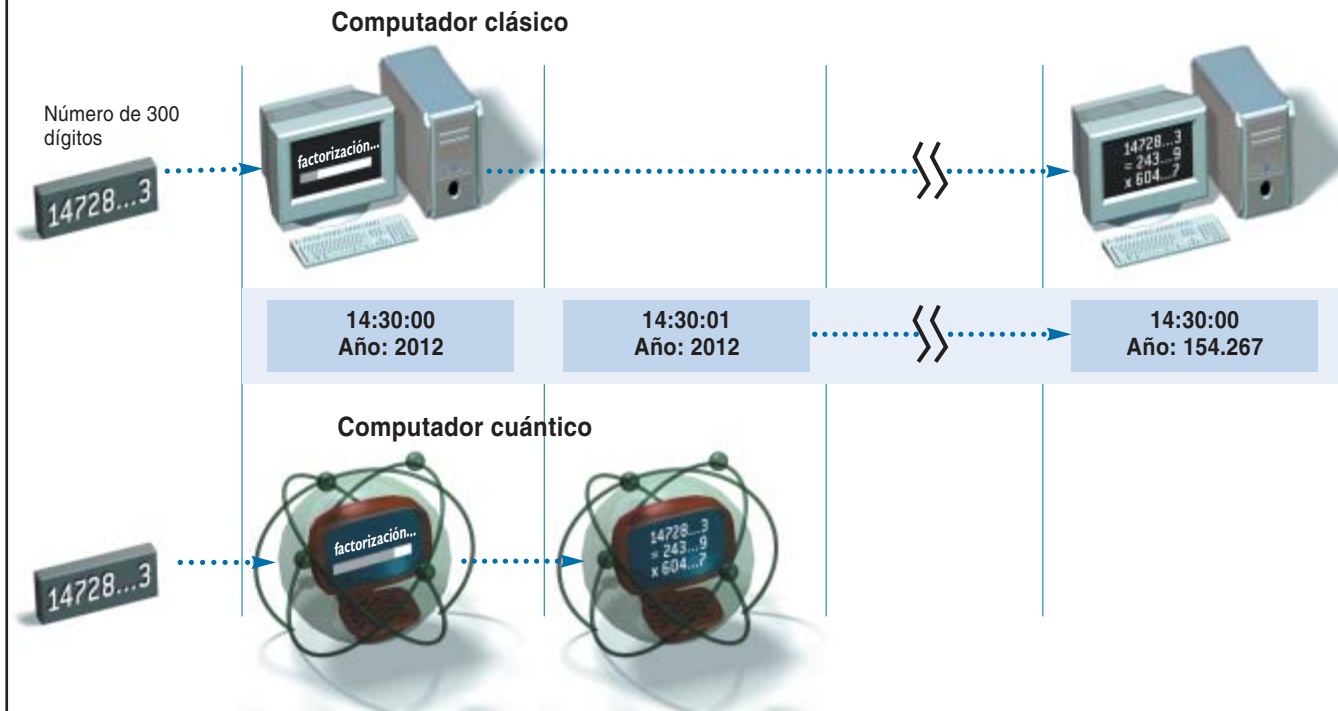 Computador clásico
Número de 300
dígitos
14728...3
factorización...
14728...3
= 243...9
x 604...7
14:30:00
Año: 2012
14:30:01
Año: 2012
14:30:00
Año: 154.267
Computador cuántico
14728...3
factorización...
14728...3
= 243...9
x 604...7